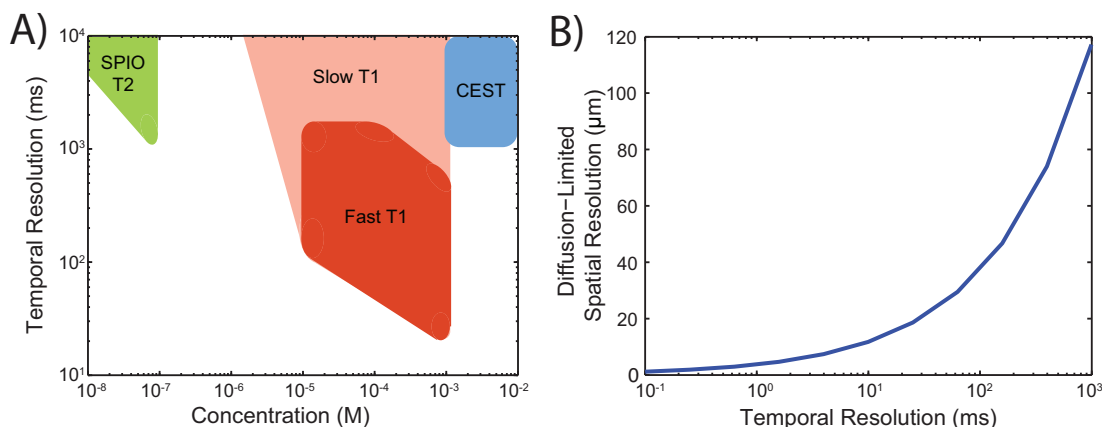 A)
Temporal Resolution (ms)
10^4
10^3
10^2
10^1
SPIO
T2
Slow T1
CEST
Fast T1
10^-8
10^-7
10^-6
10^-5
10^-4
10^-3
10^-2
Concentration (M)
B)
Diffusion-Limited
Spatial Resolution (μm)
120
100
80
60
40
20
0
10^-1
10^0
10^1
10^2
10^3
Temporal Resolution (ms)